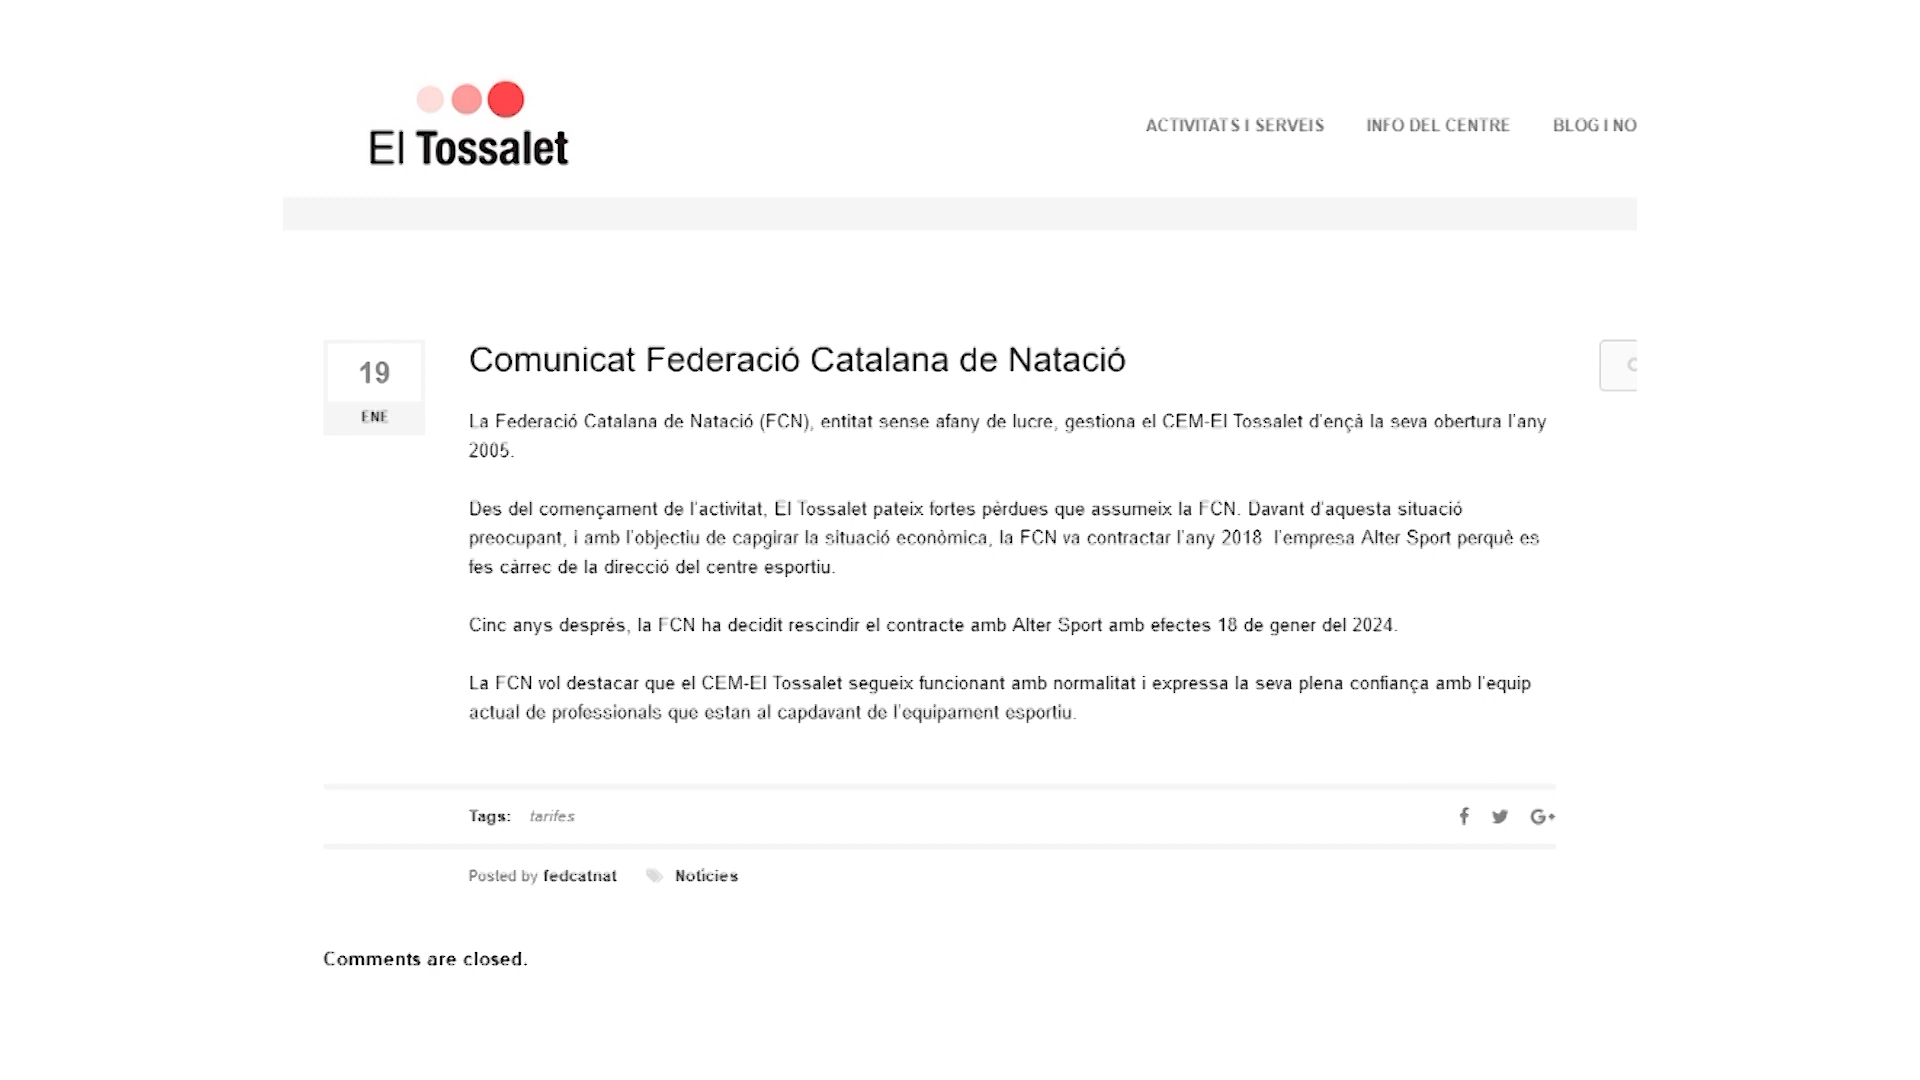 El Tossalet
ACTIVITATS I SERVEIS INFO DEL CENTRE BLOG I NO
19
ENE
Comunicat Federació Catalana de Natació
La Federació Catalana de Natació (FCN), entitat sense afany de lucre, gestiona el CEM-El Tossalet d'ençà la seva obertura l'any
2005.
Des del començament de l'activitat, El Tossalet pateix fortes pèrdues que assumeix la FCN. Davant d'aquesta situació
preocupant, i amb l'objectiu de capgirar la situació econòmica, la FCN va contractar l'any 2018 l'empresa Alter Sport perquè es
fes càrrec de la direcció del centre esportiu.
Cinc anys després, la FCN ha decidit rescindir el contracte amb Alter Sport amb efectes 18 de gener del 2024.
La FCN vol destacar que el CEM-El Tossalet segueix funcionant amb normalitat i expressa la seva plena confiança amb l'equip
actual de professionals que estan al capdavant de l'equipament esportiu.
Tags: tarifes
Posted by fedcatnat Notícies
Comments are closed.